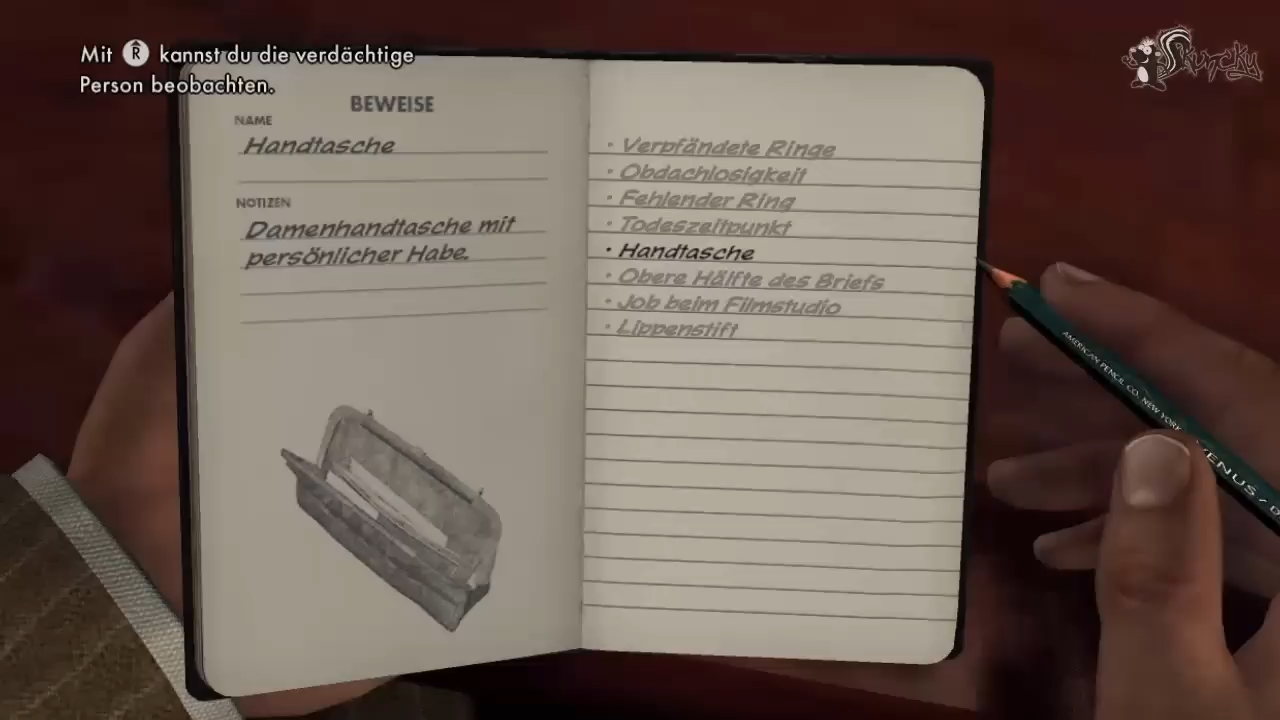 Mit R kannst du die verdächtige
Person beobachten.
Skuncky
BEWEISE
NAME
Handtasche
NOTIZEN
Damenhandtasche mit
persönlicher Habe.
· Verpfändete Ringe
· Obdachlosigkeit
· Fehlender Ring
· Todeszeitpunkt
· Handtasche
· Obere Hälfte des Briefs
· Job beim Filmstudio
· Lippenstift
AMERICAN PENCIL CO. NEW YORK
VENUS /